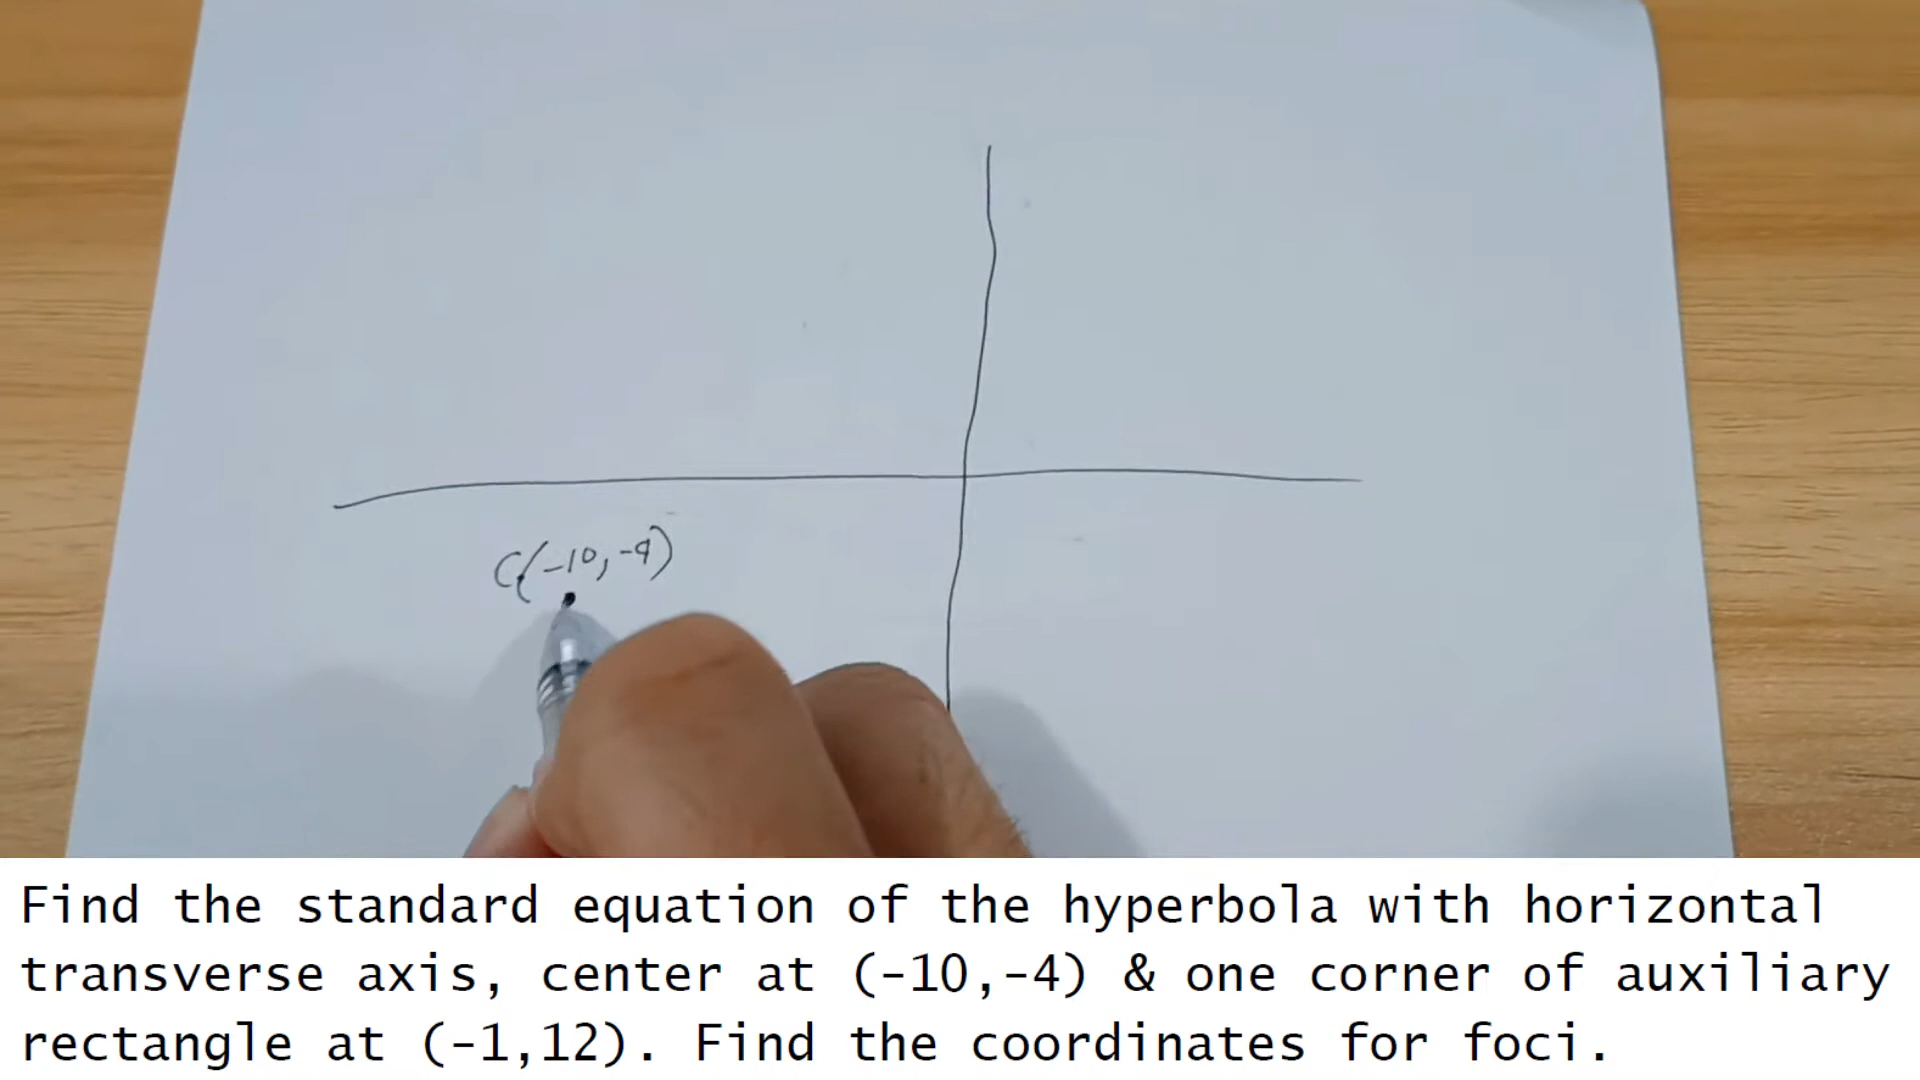 C(-10,-4)
Find the standard equation of the hyperbola with horizontal
transverse axis, center at (-10,-4) & one corner of auxiliary
rectangle at (-1,12). Find the coordinates for foci.